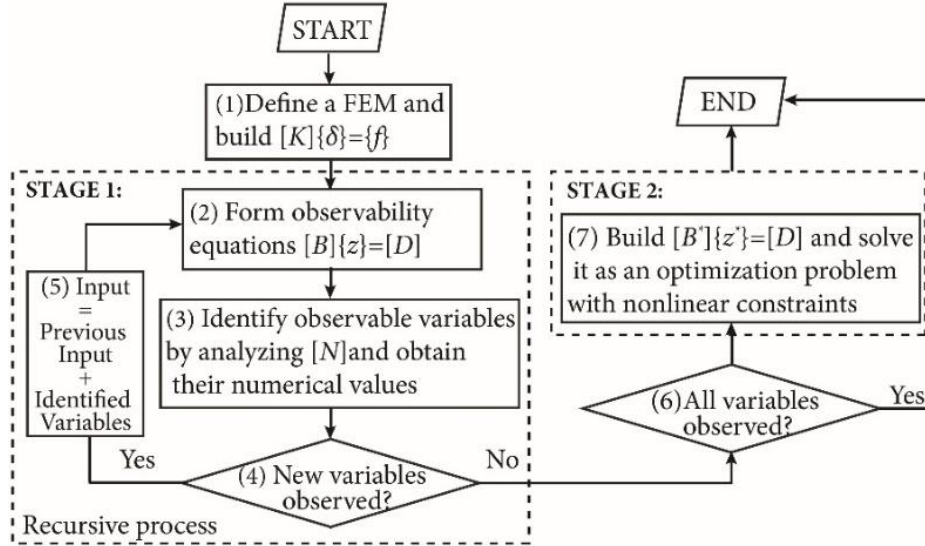 START
(1)Define a FEM and
build [K]{δ}={f}
STAGE 1:
(2) Form observability
equations [B]{z}=[D]
(5) Input
=
Previous
Input
+
Identified
Variables
(3) Identify observable variables
by analyzing [N]and obtain
their numerical values
Yes
(4) New variables
observed?
No
Recursive process
END
STAGE 2:
(7) Build [B*]{z*}=[D] and solve
it as an optimization problem
with nonlinear constraints
(6)All variables
observed?
Yes